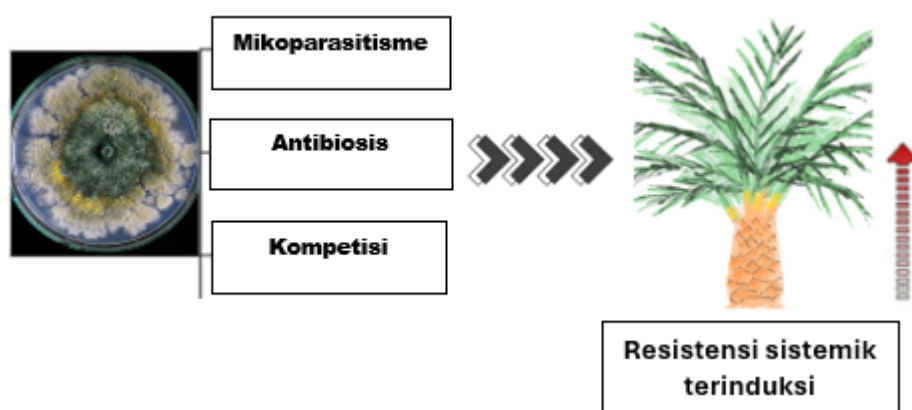 Mikoparasitisme
Antibiosis
Kompetisi
Resistensi sistemik
terinduksi